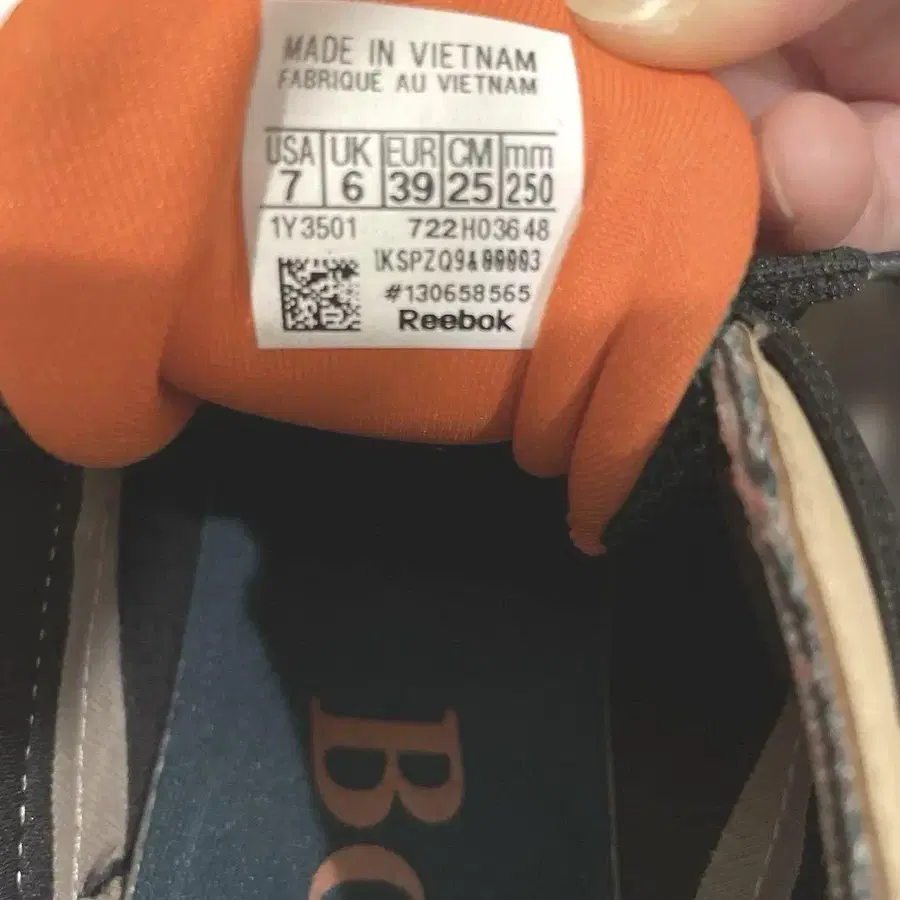 MADE IN VIETNAM
FABRIQUÉ AU VIETNAM
USA UK EUR CM mm
7 6 39 25 250
1Y3501 722H03648
#130658565
Reebok
BO